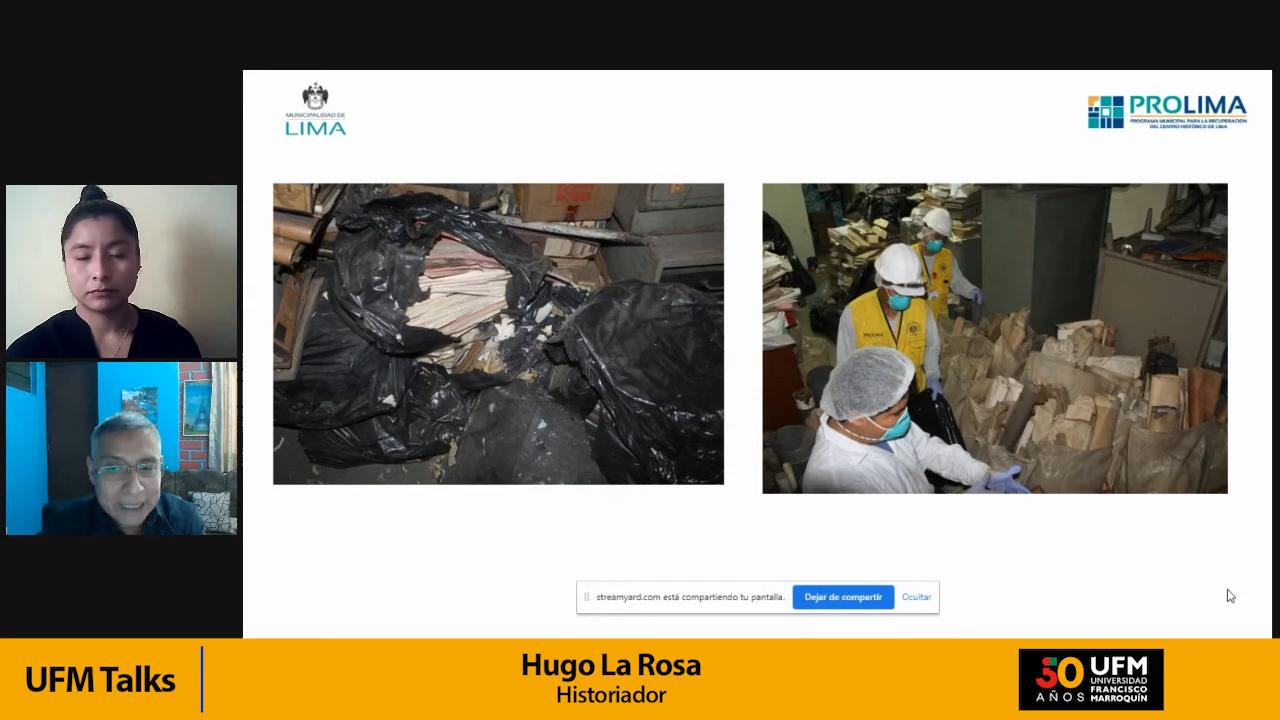 MUNICIPALIDAD DE
LIMA
PROLIMA
PROGRAMA MUNICIPAL PARA LA RECUPERACIÓN
DEL CENTRO HISTÓRICO DE LIMA
PROLIMA
streamyard.com está compartiendo tu pantalla.
Dejar de compartir
Ocultar
UFM Talks
Hugo La Rosa
Historiador
50
AÑOS
UFM
UNIVERSIDAD
FRANCISCO
MARROQUÍN